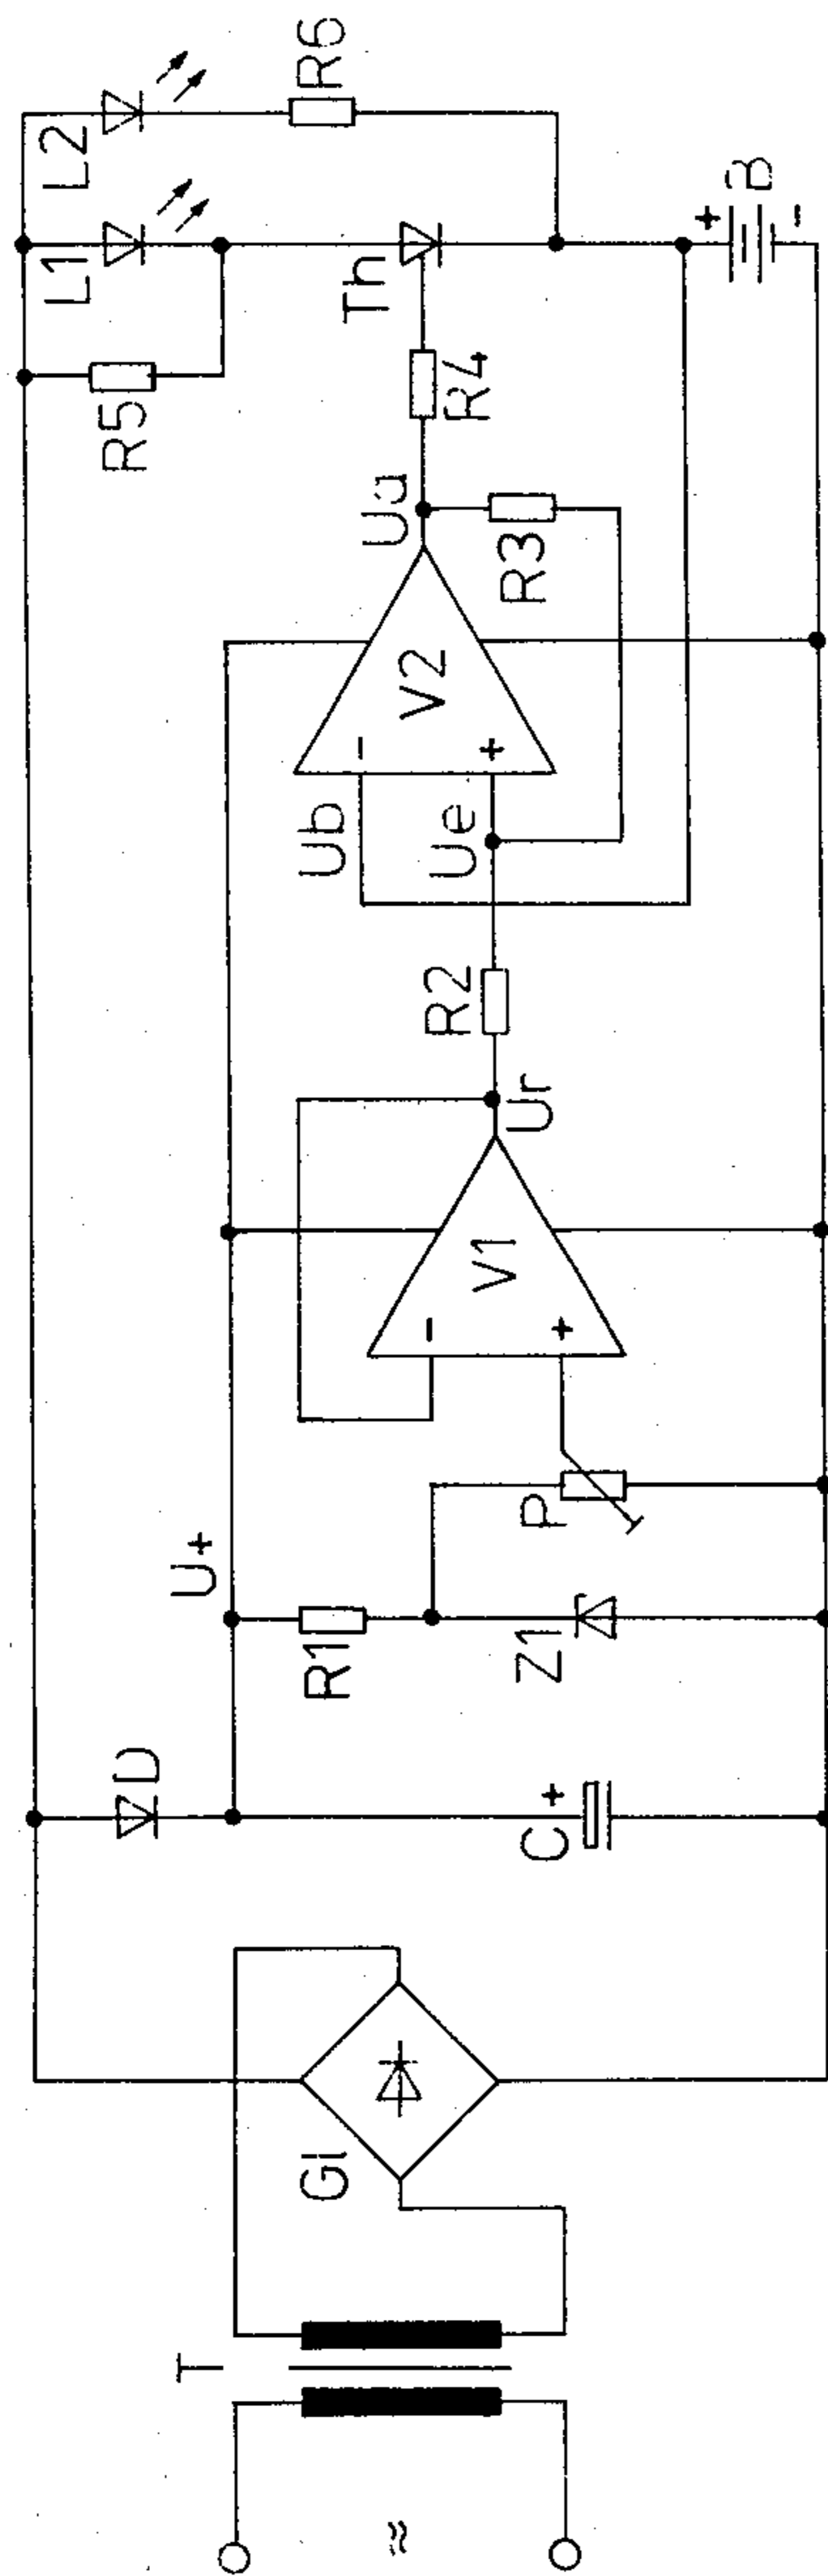 T
≈
Gl
D
C +
U+
R1
Z1
P
V1
-
+
Ur
R2
Ub
Ue
V2
-
+
Ua
R3
R4
R5
Th
L1
L2
R6
+
B
-